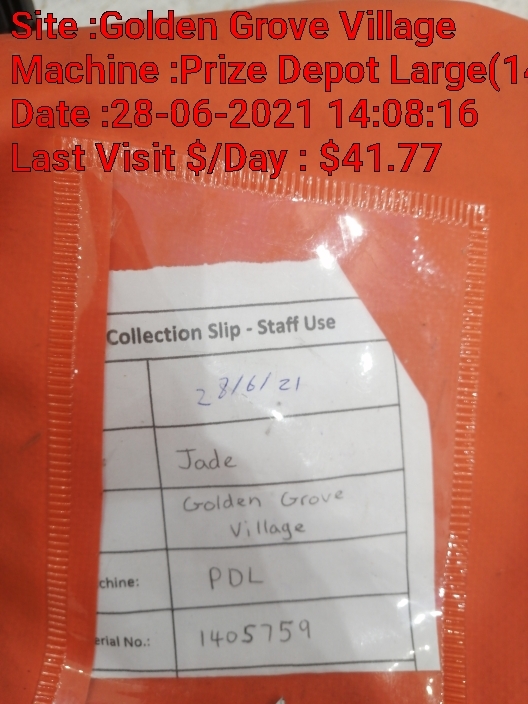 Site :Golden Grove Village
Machine :Prize Depot Large(14
Date :28-06-2021 14:08:16
Last Visit $/Day : $41.77
Collection Slip - Staff Use
28/6/21
Jade
Golden Grove
Village
chine: PDL
erial No.: 1405759